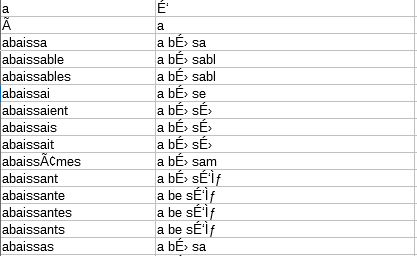 a É‘
Ã a
abaissa a bÉ› sa
abaissable a bÉ› sabl
abaissables a bÉ› sabl
abaissai a bÉ› se
abaissaient a bÉ› sÉ›
abaissais a bÉ› sÉ›
abaissait a bÉ› sÉ›
abaissÃ¢mes a bÉ› sam
abaissant a bÉ› sÉ‘Ìƒ
abaissante a be sÉ‘Ìƒ
abaissantes a be sÉ‘Ìƒ
abaissants a be sÉ‘Ìƒ
abaissas a bÉ› sa